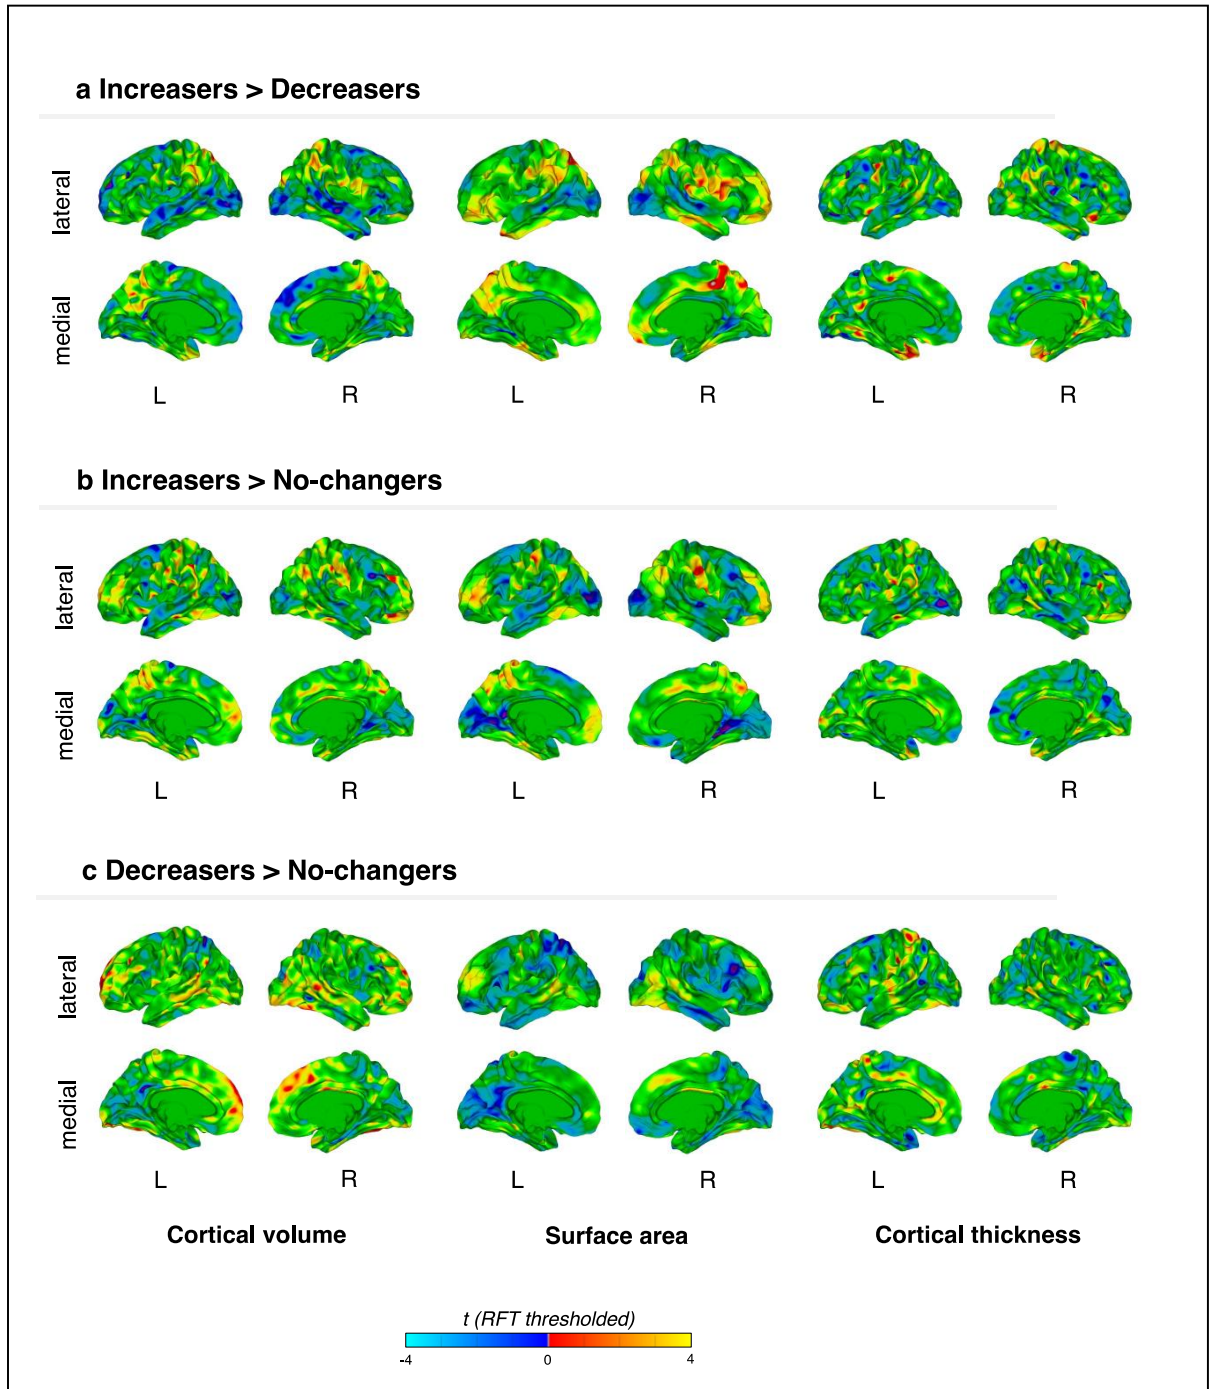 a Increasers > Decreasers
lateral
medial
L R L R L R
b Increasers > No-changers
lateral
medial
L R L R L R
c Decreasers > No-changers
lateral
medial
L R L R L R
Cortical volume Surface area Cortical thickness
t (RFT thresholded)
-4 0 4